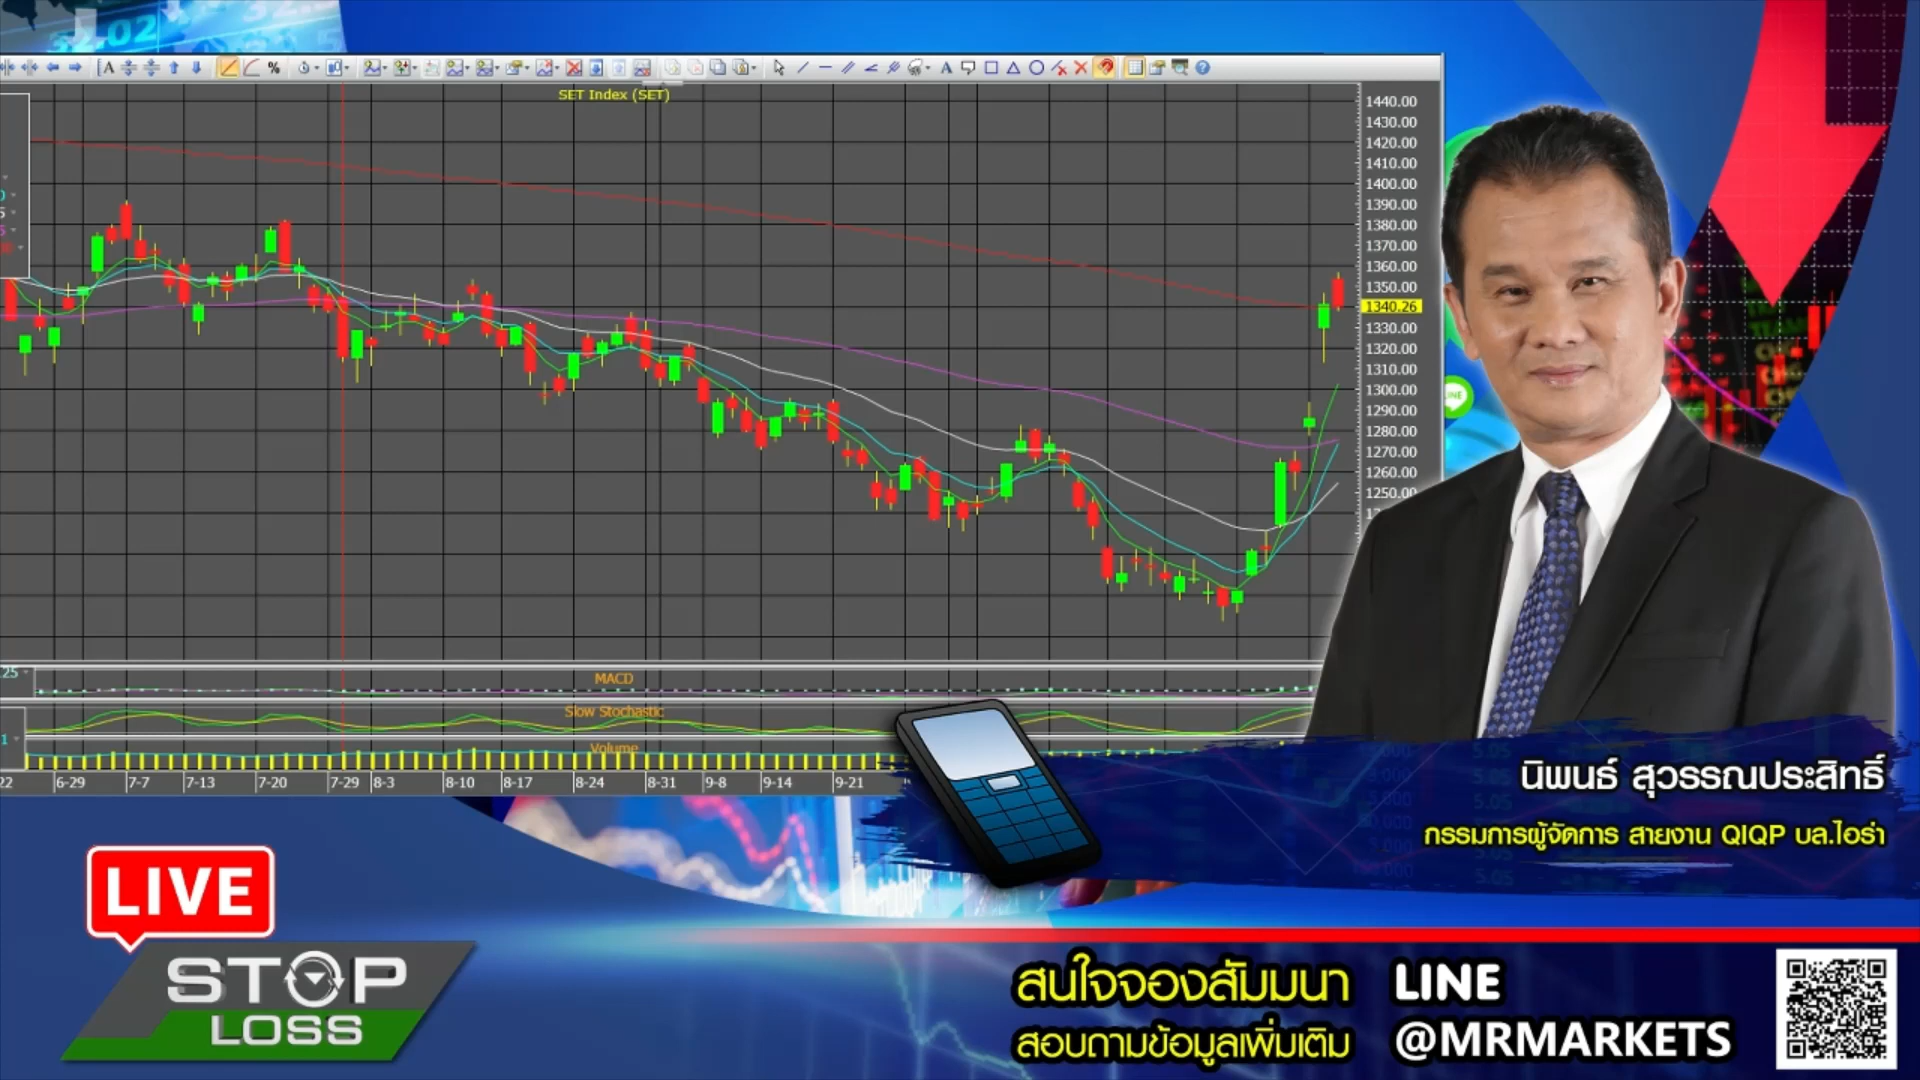 SET Index (SET)
1440.00
1430.00
1420.00
1410.00
1400.00
1390.00
1380.00
1370.00
1360.00
1350.00
1340.26
1330.00
1320.00
1310.00
1300.00
1290.00
1280.00
1270.00
1260.00
1250.00
MACD
Slow Stochastic
Volume
22 6-29 7-7 7-13 7-20 7-29 8-3 8-10 8-17 8-24 8-31 9-8 9-14 9-21
นิพนธ์ สุวรรณประสิทธิ์
กรรมการผู้จัดการ สายงาน QIQP บล.ไอร่า
LIVE
STOP
LOSS
สนใจจองสัมมนา LINE
สอบถามข้อมูลเพิ่มเติม @MRMARKETS